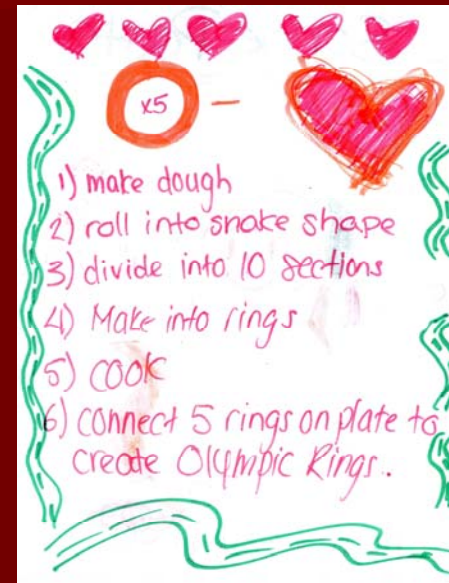 x5
1) make dough
2) roll into snake shape
3) divide into 10 sections
4) Make into rings
5) COOK
6) connect 5 rings on plate to
create Olympic Rings.